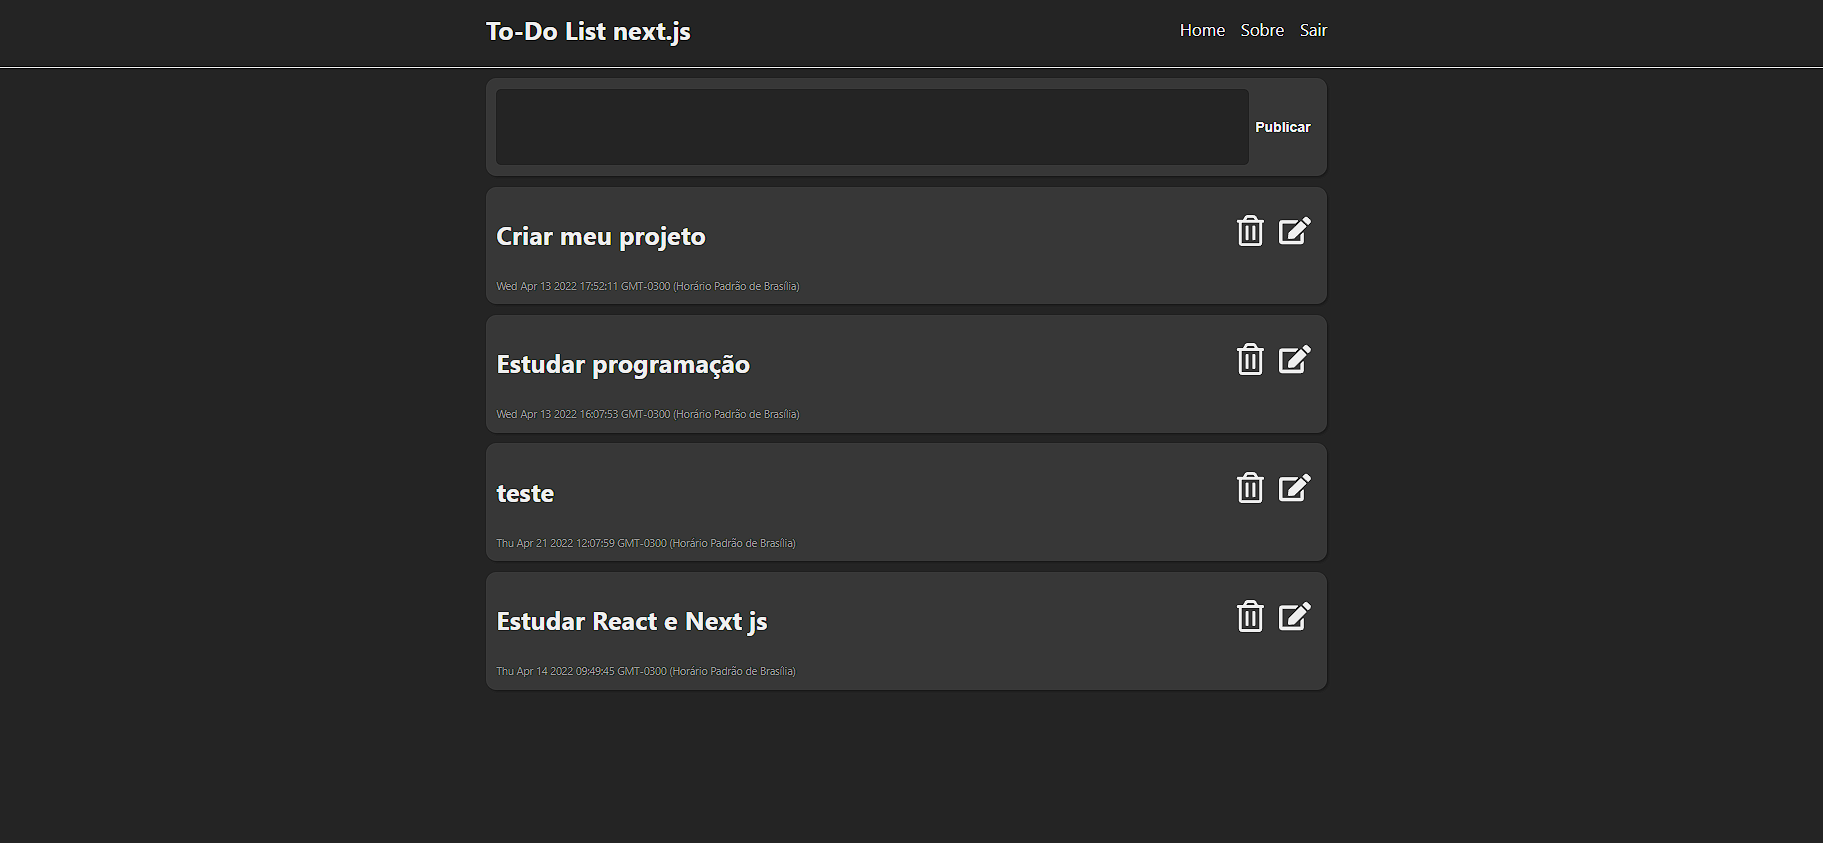 To-Do List next.js
Home Sobre Sair
Publicar
Criar meu projeto
Wed Apr 13 2022 17:52:11 GMT-0300 (Horário Padrão de Brasília)
Estudar programação
Wed Apr 13 2022 16:07:53 GMT-0300 (Horário Padrão de Brasília)
teste
Thu Apr 21 2022 12:07:59 GMT-0300 (Horário Padrão de Brasília)
Estudar React e Next js
Thu Apr 14 2022 09:49:45 GMT-0300 (Horário Padrão de Brasília)